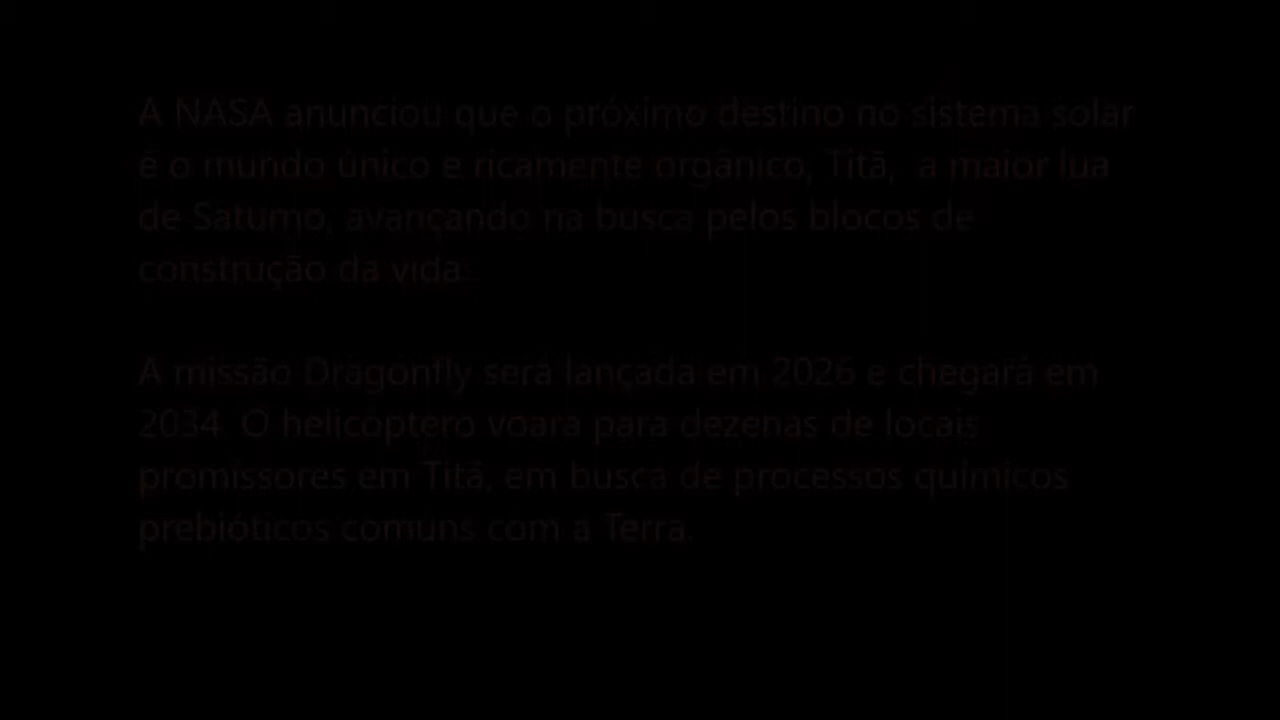 A NASA anunciou que o próximo destino no sistema solar
é o mundo único e ricamente orgânico, Titã,  a maior lua
de Saturno, avançando na busca pelos blocos de
construção da vida.
A missão Dragonfly será lançada em 2026 e chegará em
2034. O helicóptero voará para dezenas de locais
promissores em Titã, em busca de processos químicos
prebióticos comuns com a Terra.